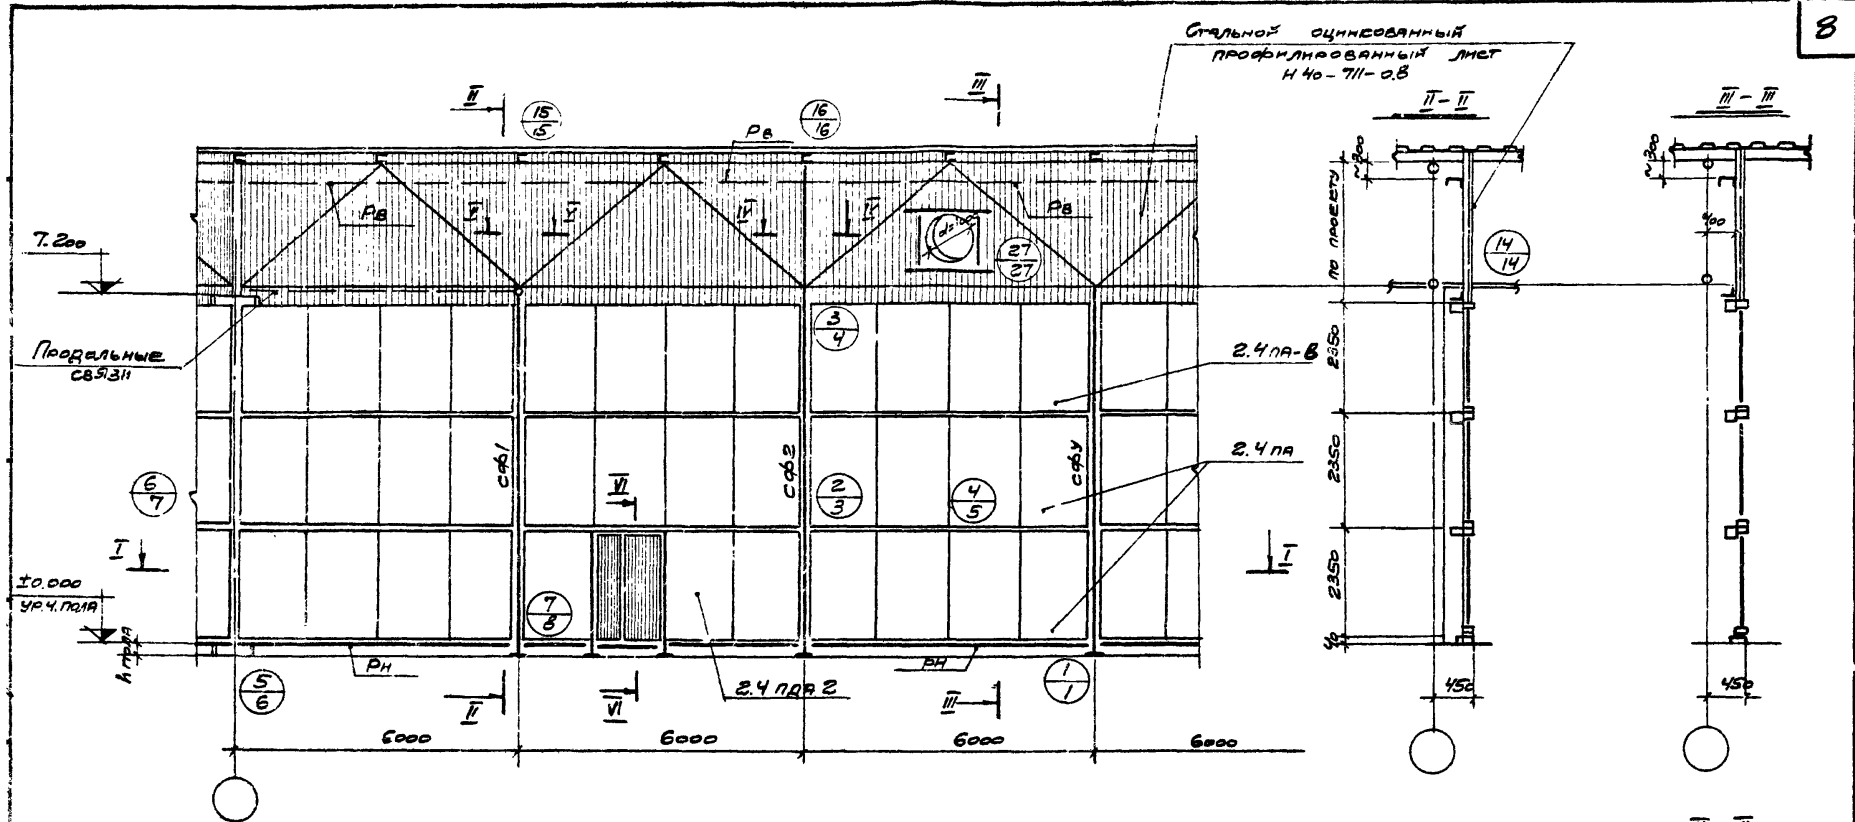 8
Стальной оцинкованный
профилированный лист
Н 40-711-0.8
II
III
15
15
16
16
Рв
II-II
III-III
~300
~300
Рв
IV
IV
d=
Рв
27
27
по проекту
400
14
14
7.200
Продольные
связи
3
4
2.4 ПА-В
2350
СФ1
СФ2
СФУ
2.4 ПА
2350
6
7
VI
2
3
4
5
I
I
±0.000
ур.ч.пола
7
8
2350
40
h пола
Рн
Рн
5
6
II
VI
2.4 ПДА 2
III
1
1
450
450
6000
6000
6000
6000